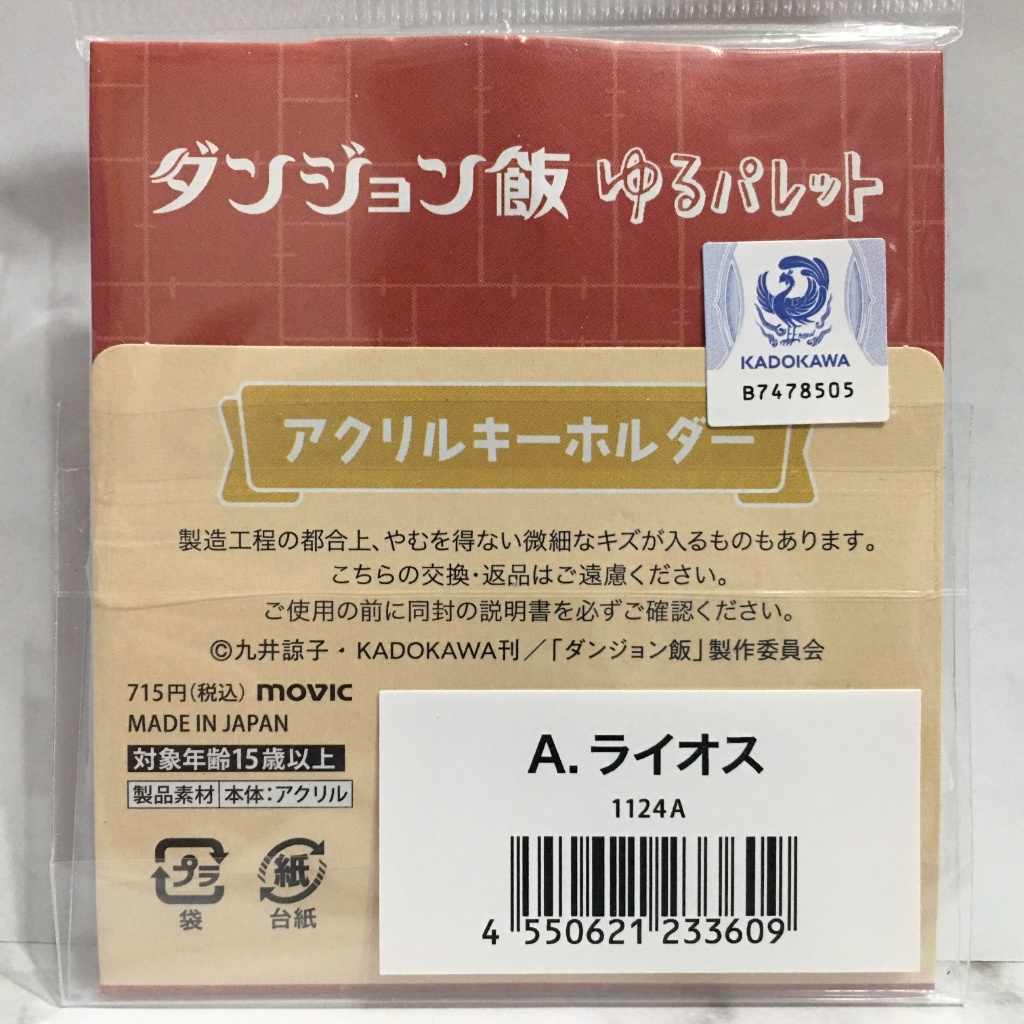 ダンジョン飯 ゆるパレット
KADOKAWA
B7478505
アクリルキーホルダー
製造工程の都合上、やむを得ない微細なキズが入るものもあります。
こちらの交換・返品はご遠慮ください。
ご使用の前に同封の説明書を必ずご確認ください。
©九井諒子・KADOKAWA刊／「ダンジョン飯」製作委員会
715円(税込) movic
MADE IN JAPAN
対象年齢15歳以上
製品素材 本体:アクリル
プラ 紙
袋 台紙
A.ライオス
1124A
4 550621 233609